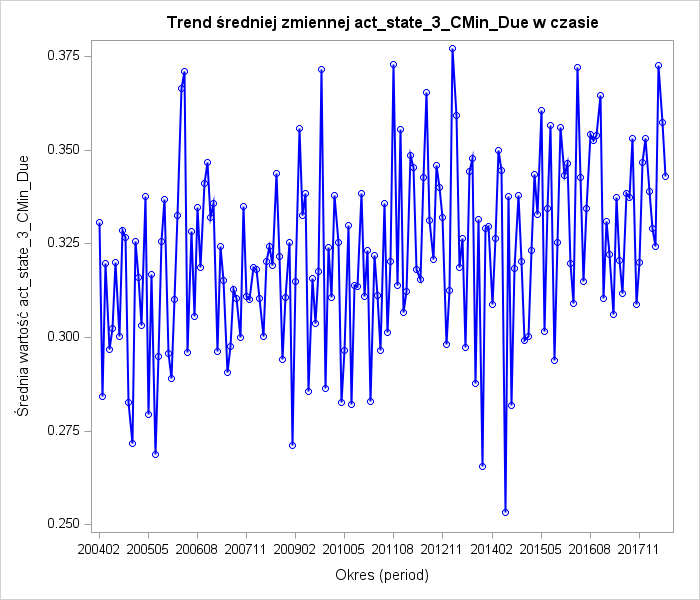 Trend średniej zmiennej act_state_3_CMin_Due w czasie
Średnia wartość act_state_3_CMin_Due
0.375
0.350
0.325
0.300
0.275
0.250
200402 200505 200608 200711 200902 201005 201108 201211 201402 201505 201608 201711
Okres (period)